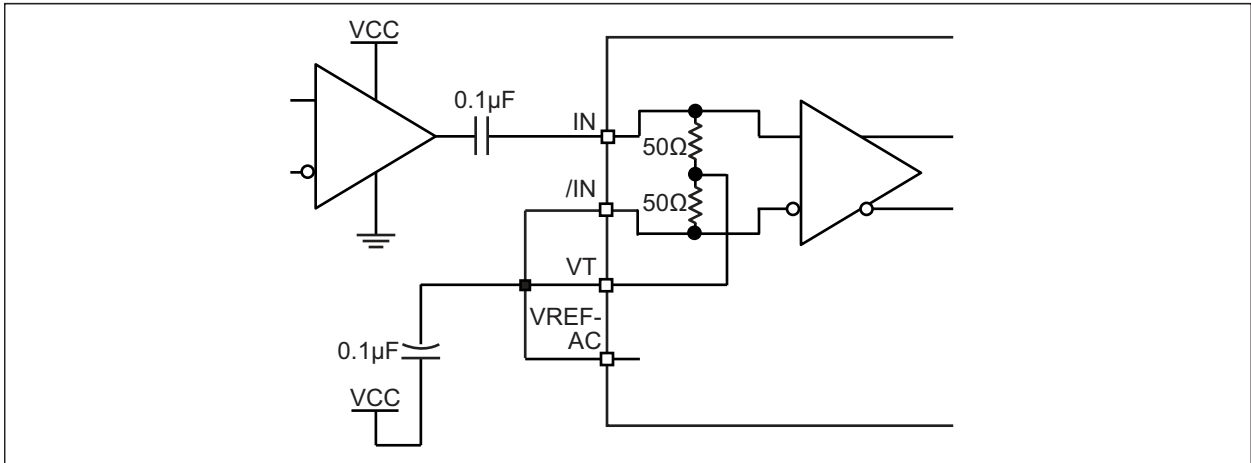 VCC
0.1µF
IN
50Ω
/IN
50Ω
VT
VREF-
AC
0.1µF
VCC